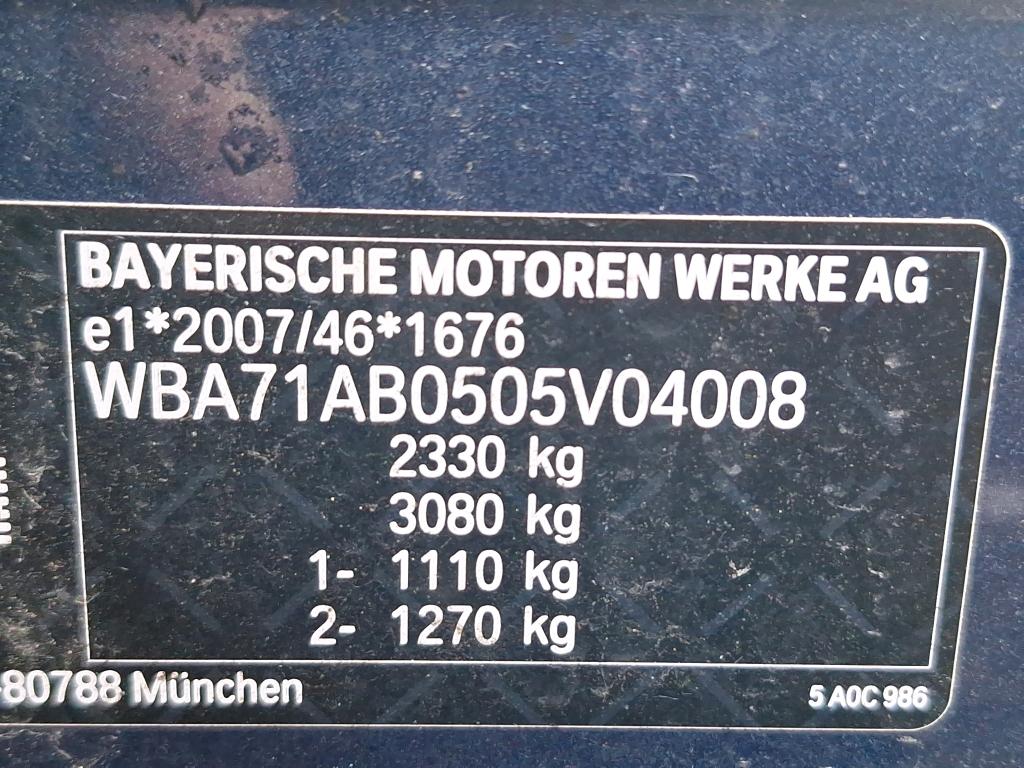 BAYERISCHE MOTOREN WERKE AG
e1*2007/46*1676
WBA71AB0505V04008
2330 kg
3080 kg
1- 1110 kg
2- 1270 kg
-80788 München
5 A0C 986